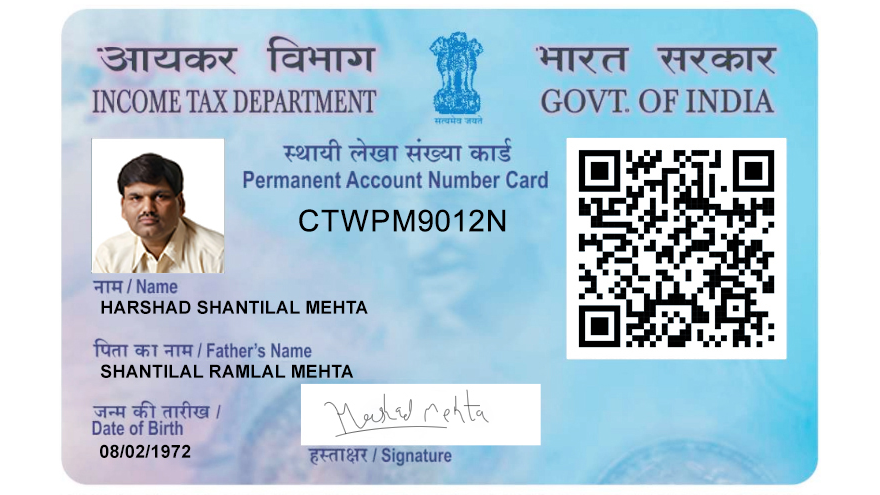 आयकर विभाग
INCOME TAX DEPARTMENT
सत्यमेव जयते
भारत सरकार
GOVT. OF INDIA
स्थायी लेखा संख्या कार्ड
Permanent Account Number Card
CTWPM9012N
नाम / Name
HARSHAD SHANTILAL MEHTA
पिता का नाम / Father's Name
SHANTILAL RAMLAL MEHTA
जन्म की तारीख /
Date of Birth
08/02/1972
Harshad Mehta
हस्ताक्षर / Signature